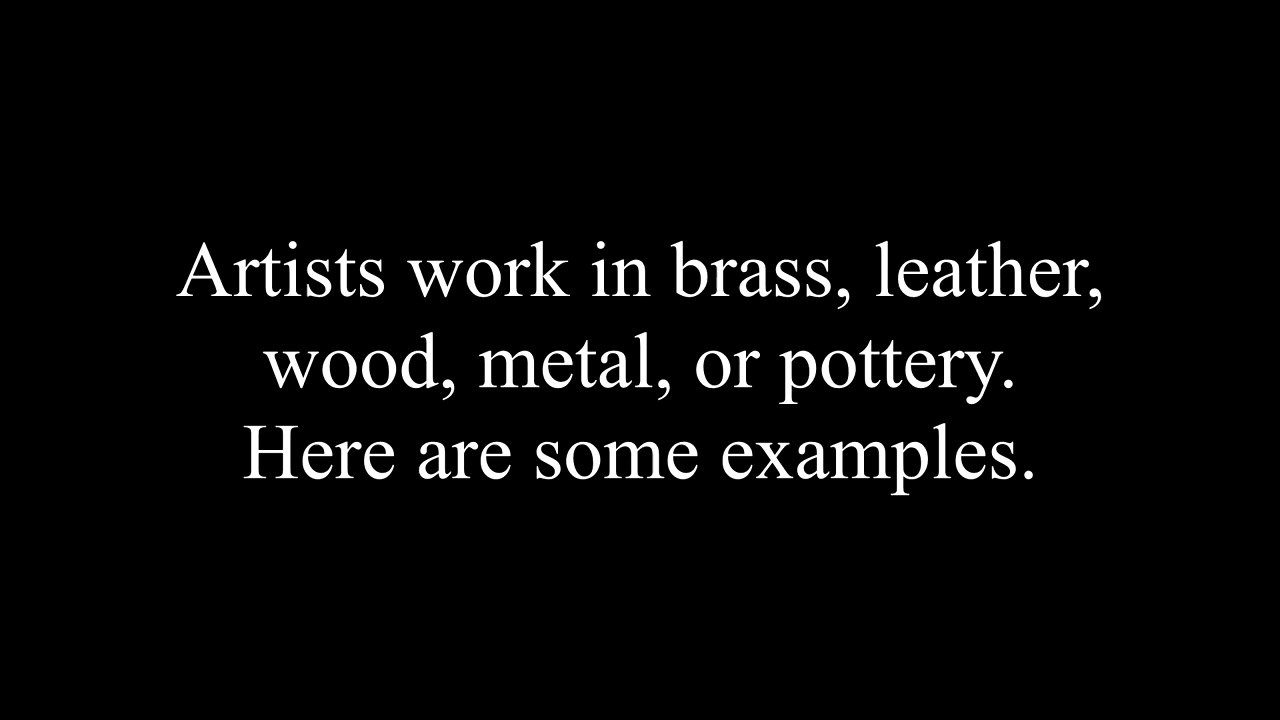 Artists work in brass, leather,
wood, metal, or pottery.
Here are some examples.